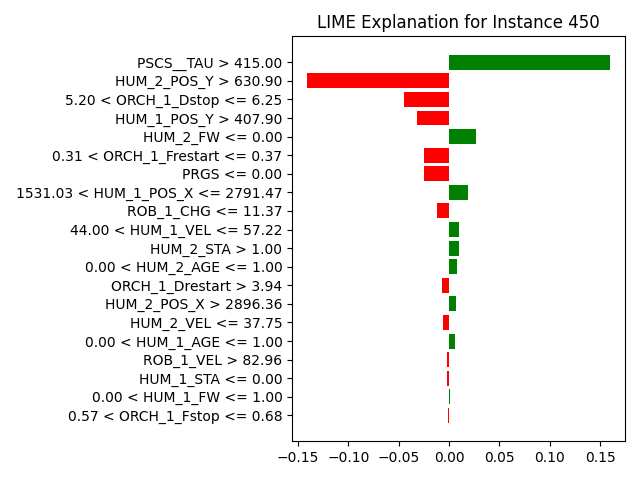 LIME Explanation for Instance 450
PSCS__TAU > 415.00
HUM_2_POS_Y > 630.90
5.20 < ORCH_1_Dstop <= 6.25
HUM_1_POS_Y > 407.90
HUM_2_FW <= 0.00
0.31 < ORCH_1_Frestart <= 0.37
PRGS <= 0.00
1531.03 < HUM_1_POS_X <= 2791.47
ROB_1_CHG <= 11.37
44.00 < HUM_1_VEL <= 57.22
HUM_2_STA > 1.00
0.00 < HUM_2_AGE <= 1.00
ORCH_1_Drestart > 3.94
HUM_2_POS_X > 2896.36
HUM_2_VEL <= 37.75
0.00 < HUM_1_AGE <= 1.00
ROB_1_VEL > 82.96
HUM_1_STA <= 0.00
0.00 < HUM_1_FW <= 1.00
0.57 < ORCH_1_Fstop <= 0.68
−0.15 −0.10 −0.05 0.00 0.05 0.10 0.15